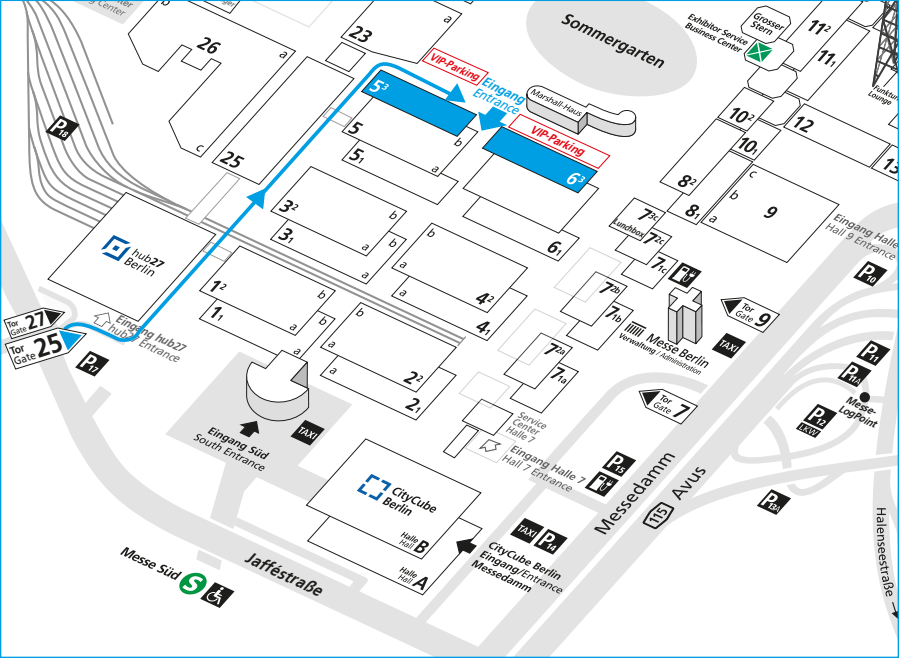 ing Center
b
gen
b
a
Sommergarten
Grosser
Stern
11²
11₁
Exhibitor Service
Business Center
23
26
a
a
VIP-Parking
5³
Eingang
Entrance
Marshall-Haus
Funkturm
Lounge
P18
5
b
VIP-Parking
10²
12
10₁
13
c
25
5₁
a
6³
8²
c
b
9
8₁
a
3²
b
3₁
a
a
b
a
6₁
7³c
Lunchbox
7²c
7₁c
Eingang Halle
Hall 9 Entrance
P10
hub27
Berlin
1²
b
1₁
a
a
4²
4₁
7²b
7₁b
Tor
Gate 9
TAXI
Messe Berlin
Verwaltung / Administration
Tor
Gate 27
Tor
Gate 25
Eingang hub27
hub27 Entrance
P17
b
a
a
2²
2₁
7²a
7₁a
P11
P11A
Messe-
LogPoint
P12
LKW
Tor
Gate 7
Service
Center
Halle 7
Eingang Halle 7
Hall 7 Entrance
TAXI
Eingang Süd
South Entrance
P15
Messedamm
115
Avus
P13A
CityCube
Berlin
Halle
Hall B
Halle
Hall A
TAXI
P14
CityCube Berlin
Eingang/Entrance
Messedamm
Halenseestraße
Messe Süd
S
Jafféstraße